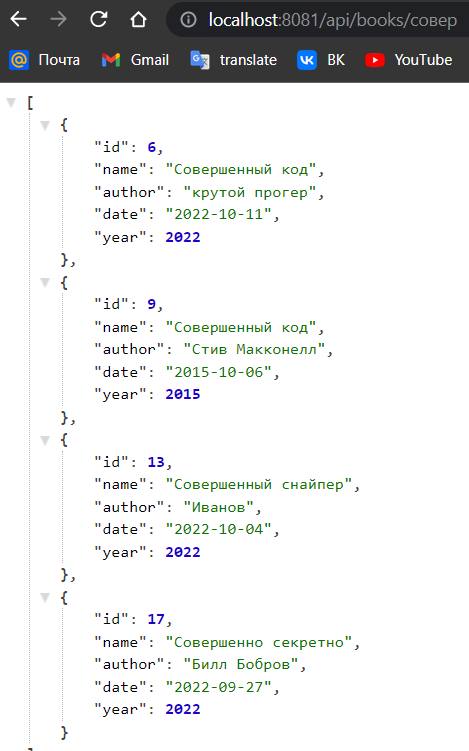 localhost:8081/api/books/совер
Почта Gmail translate ВК YouTube
[
{
"id": 6,
"name": "Совершенный код",
"author": "крутой прогер",
"date": "2022-10-11",
"year": 2022
},
{
"id": 9,
"name": "Совершенный код",
"author": "Стив Макконелл",
"date": "2015-10-06",
"year": 2015
},
{
"id": 13,
"name": "Совершенный снайпер",
"author": "Иванов",
"date": "2022-10-04",
"year": 2022
},
{
"id": 17,
"name": "Совершенно секретно",
"author": "Билл Бобров",
"date": "2022-09-27",
"year": 2022
}